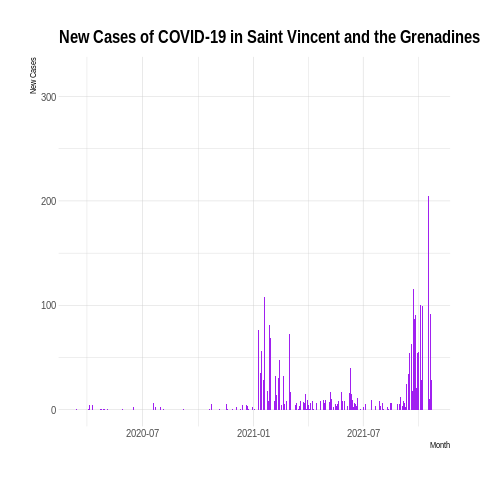 New Cases of COVID-19 in Saint Vincent and the Grenadines
New Cases
300
200
100
0
2020-07 2021-01 2021-07
Month